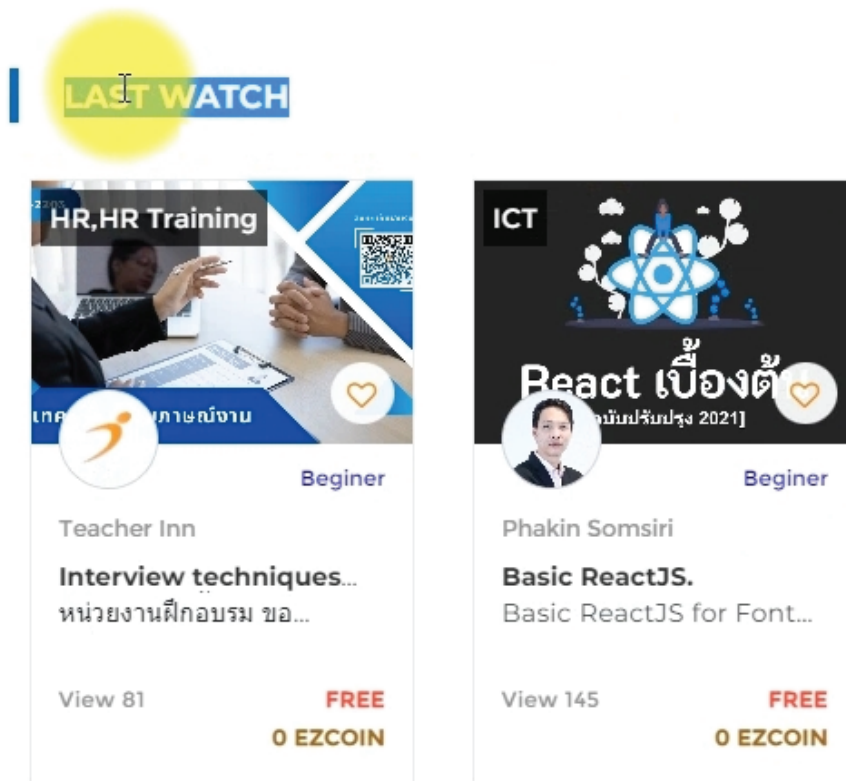 LAST WATCH
HR,HR Training
ICT
React เบื้องต้น
2021]
Beginer
Beginer
Teacher Inn
Phakin Somsiri
Interview techniques...
Basic ReactJS.
หน่วยงานฝึกอบรม ขอ...
Basic ReactJS for Font...
View 81
FREE
View 145
FREE
0 EZCOIN
0 EZCOIN